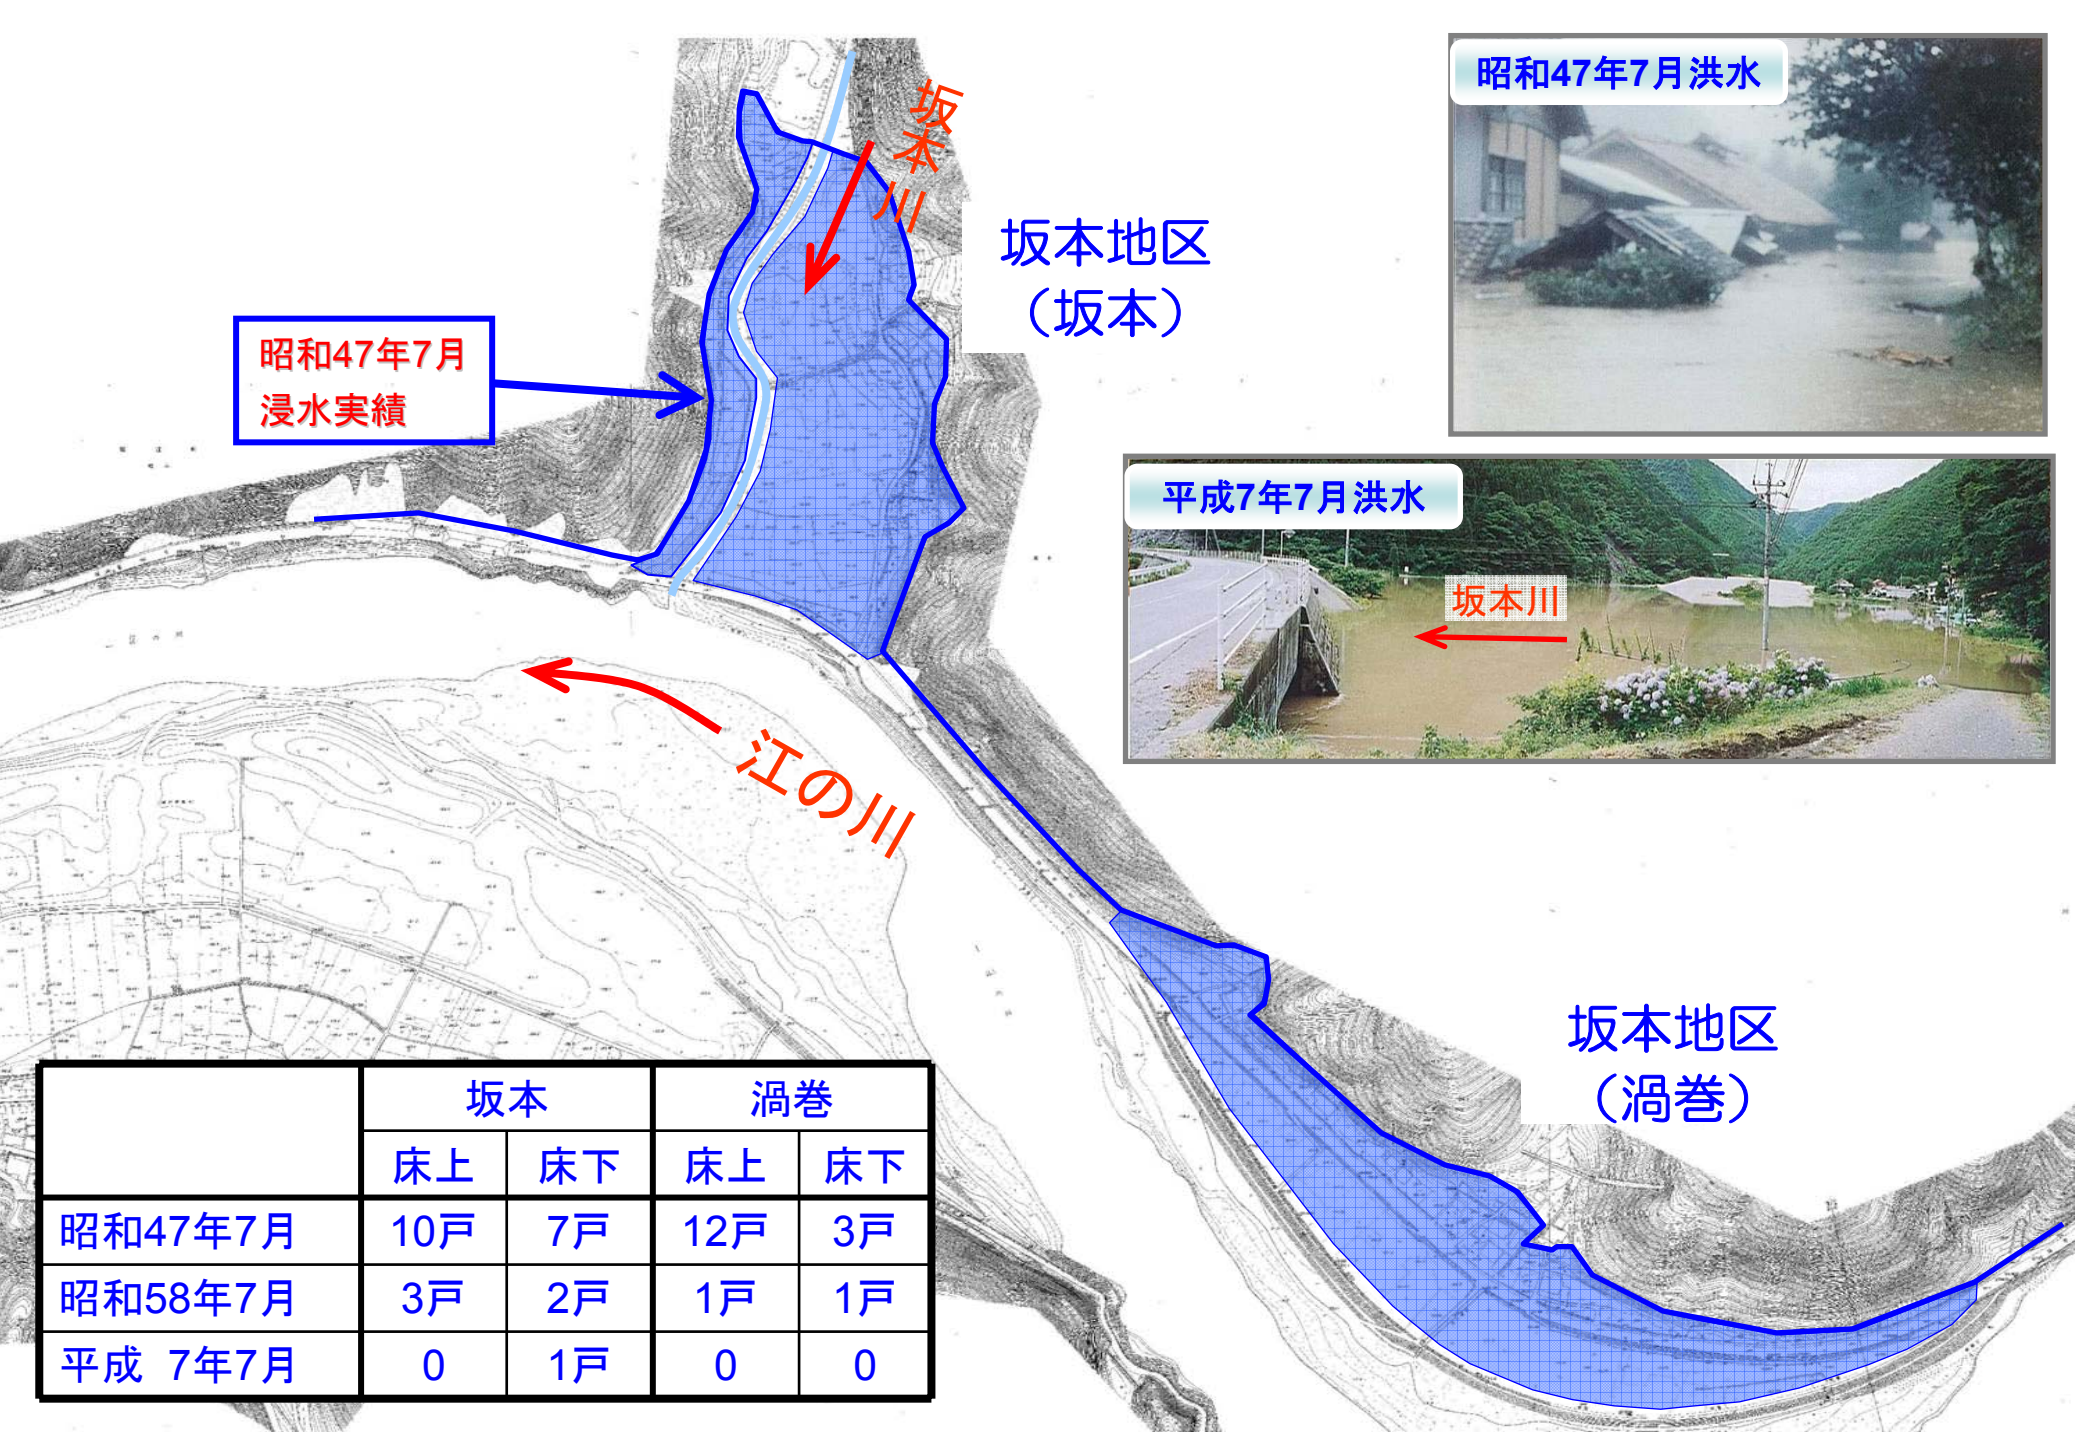 昭和47年7月洪水
坂本川
坂本地区
（坂本）
昭和47年7月
浸水実績
平成7年7月洪水
坂本川
江の川
江の川
坂本地区
（渦巻）
坂本 渦巻
床上 床下 床上 床下
昭和47年7月 10戸 7戸 12戸 3戸
昭和58年7月 3戸 2戸 1戸 1戸
平成 7年7月 0 1戸 0 0